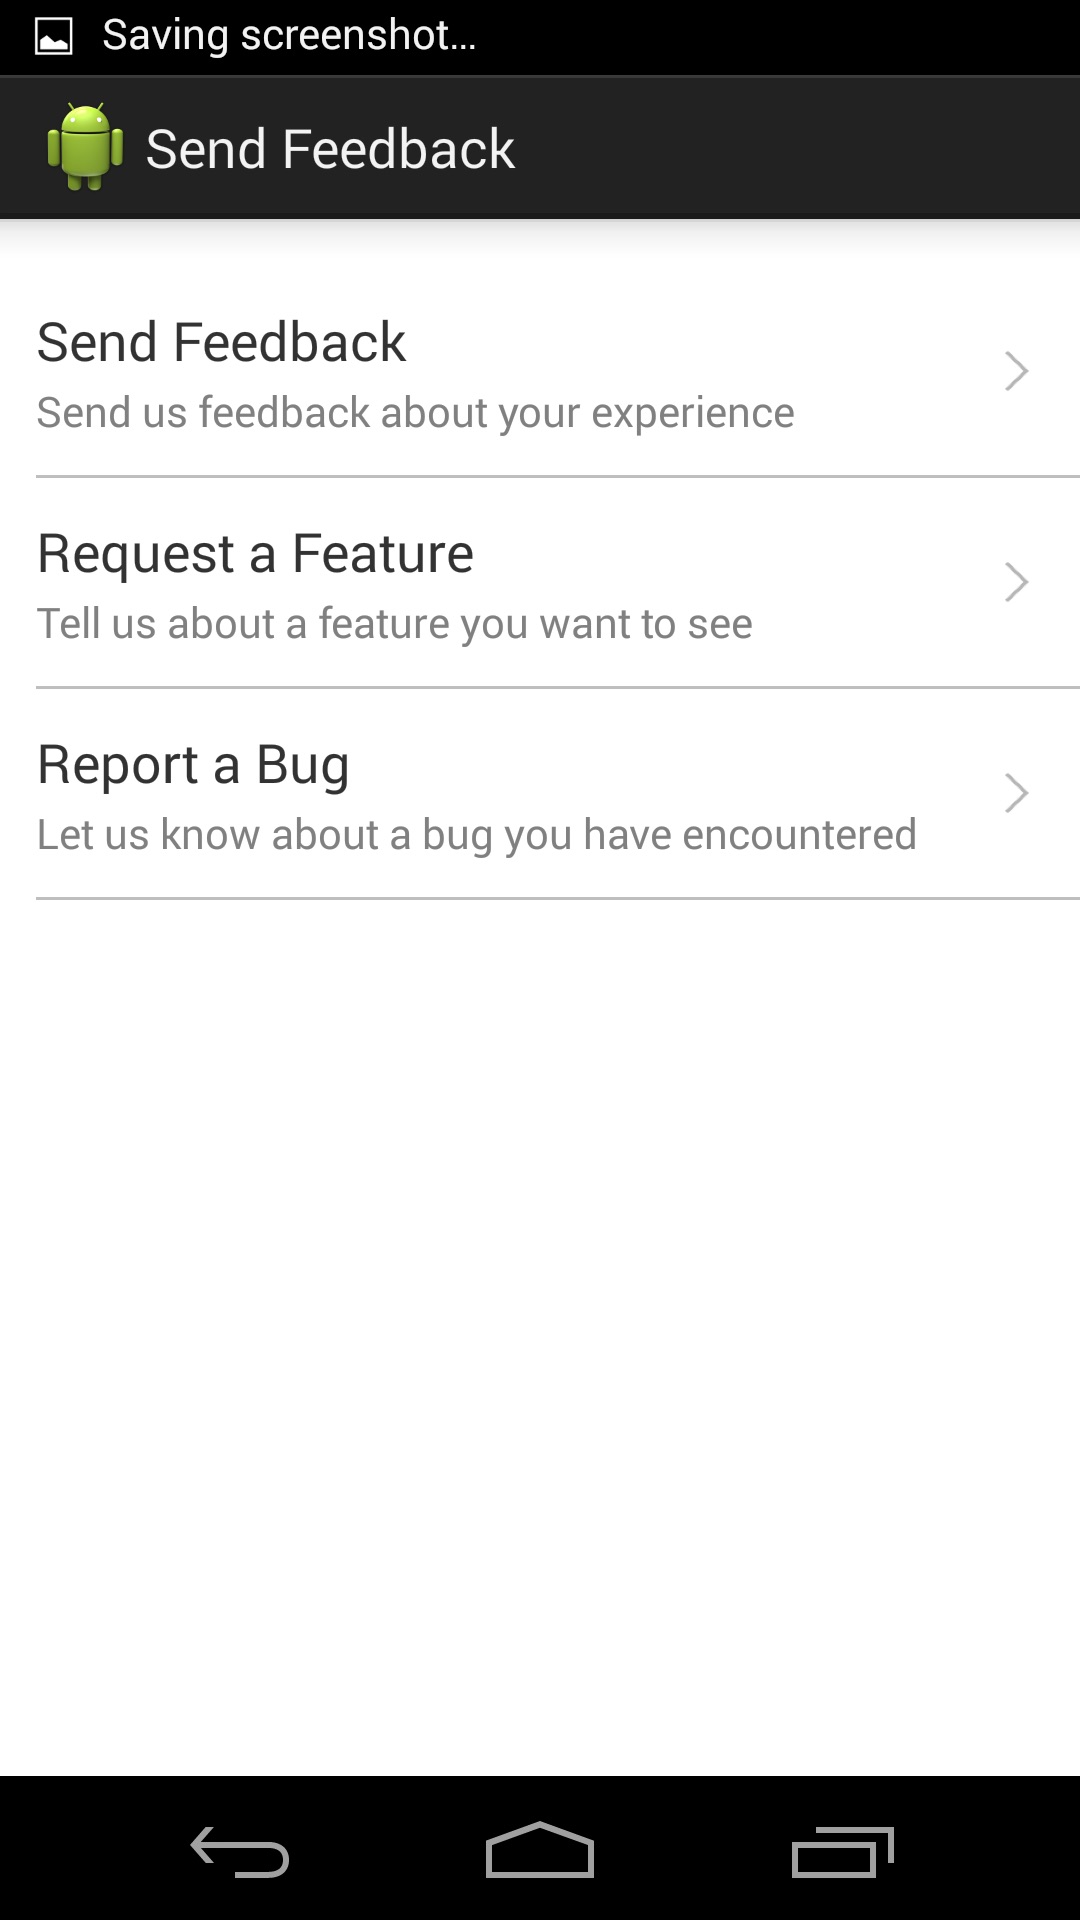 Saving screenshot...
Send Feedback
Send Feedback
Send us feedback about your experience
Request a Feature
Tell us about a feature you want to see
Report a Bug
Let us know about a bug you have encountered